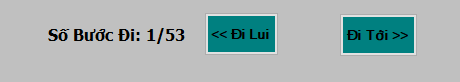 Số Bước Đi: 1/53 << Đi Lui Đi Tới >>